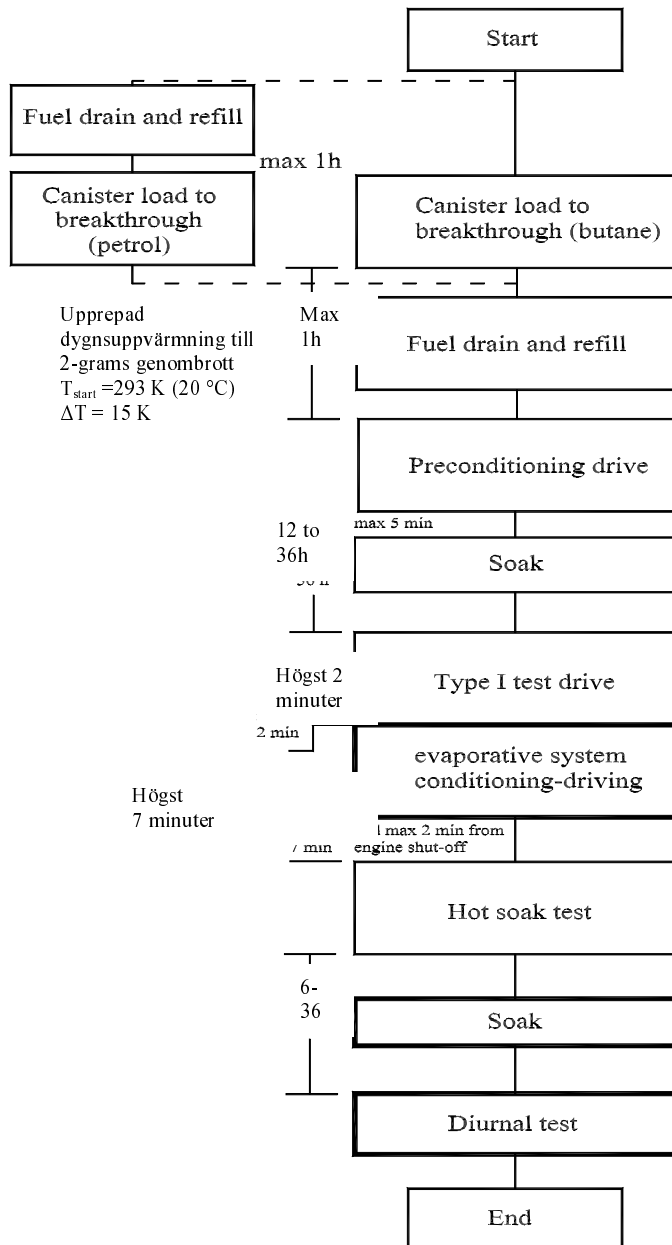 Start
Fuel drain and refill
max 1h
Canister load to
breakthrough
(petrol)
Canister load to
breakthrough (butane)
Upprepad
dygnsuppvärmning till
2-grams genombrott
Tstart =293 K (20 °C)
ΔT = 15 K
Max
1h
Fuel drain and refill
Preconditioning drive
12 to
36h
max 5 min
Soak
Högst 2
minuter
Type I test drive
2 min
evaporative system
conditioning-driving
Högst
7 minuter
max 2 min from
7 min
engine shut-off
Hot soak test
6-
36
Soak
Diurnal test
End